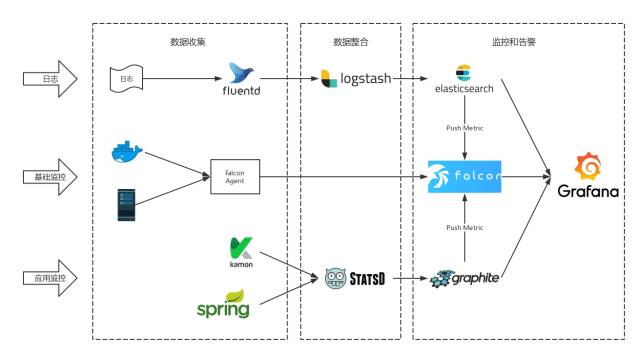 数据收集
数据整合
监控和告警
日志
日志
fluentd
logstash
elasticsearch
Push Metric
基础监控
Falcon
Agent
falcon
Grafana
Push Metric
应用监控
kamon
spring
STATSD
graphite